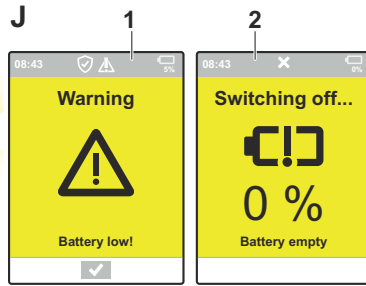 J
1 2
08:43 5%
Warning
Battery low!
08:43 0%
Switching off...
0 %
Battery empty